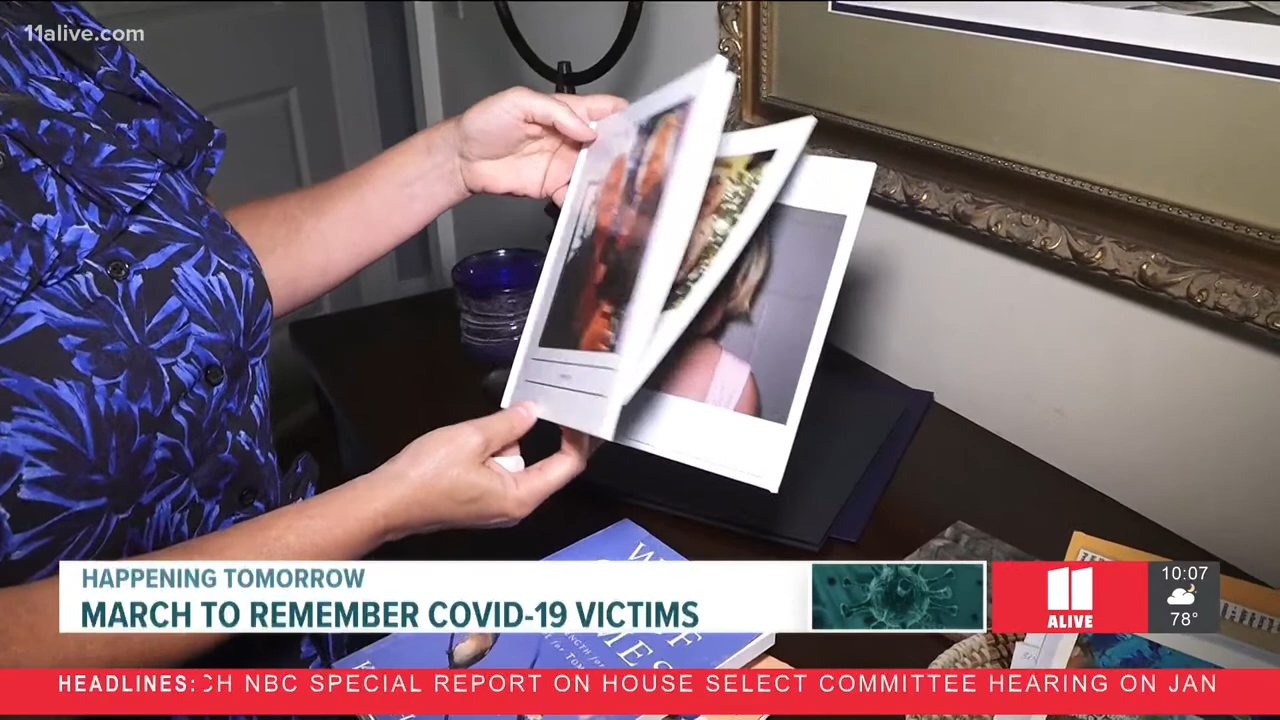 11alive.com
HAPPENING TOMORROW
MARCH TO REMEMBER COVID-19 VICTIMS
11
ALIVE
10:07
78°
HEADLINES: CH NBC SPECIAL REPORT ON HOUSE SELECT COMMITTEE HEARING ON JAN